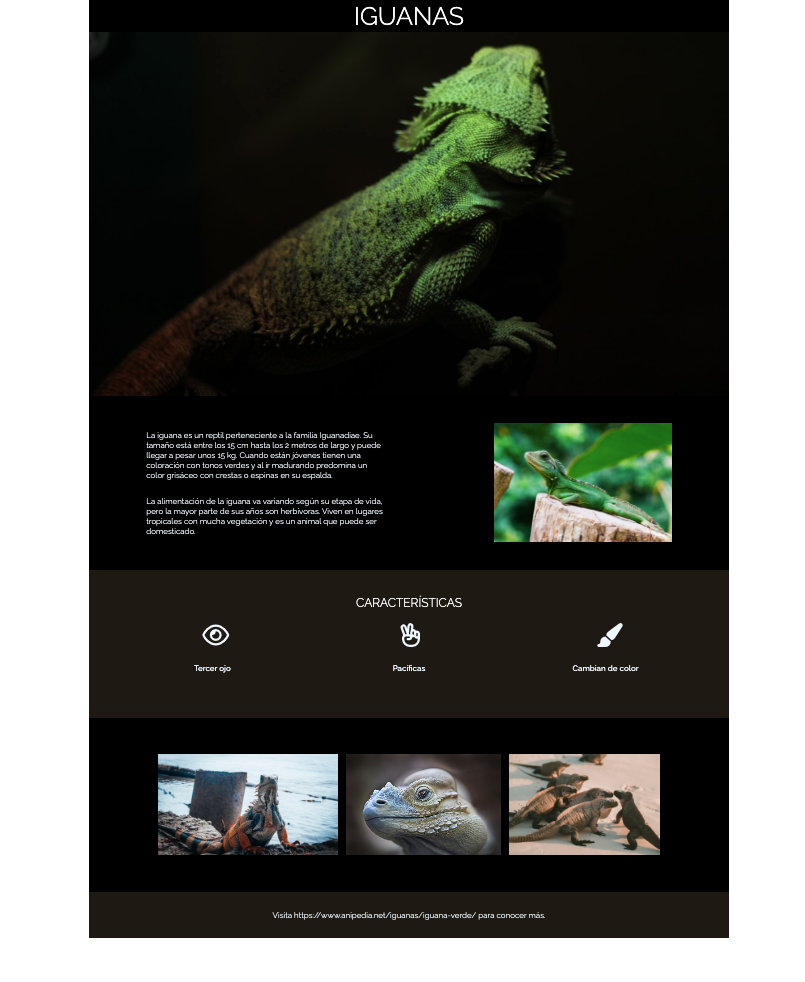 IGUANAS
La iguana es un reptil perteneciente a la familia Iguanadiae. Su
tamaño está entre los 15 cm hasta los 2 metros de largo y puede
llegar a pesar unos 15 kg. Cuando están jóvenes tienen una
coloración con tonos verdes y al ir madurando predomina un
color grisáceo con crestas o espinas en su espalda.
La alimentación de la iguana va variando según su etapa de vida,
pero la mayor parte de sus años son herbívoras. Viven en lugares
tropicales con mucha vegetación y es un animal que puede ser
domesticado.
CARACTERÍSTICAS
Tercer ojo
Pacíficas
Cambian de color
Visita https://www.anipedia.net/iguanas/iguana-verde/ para conocer más.